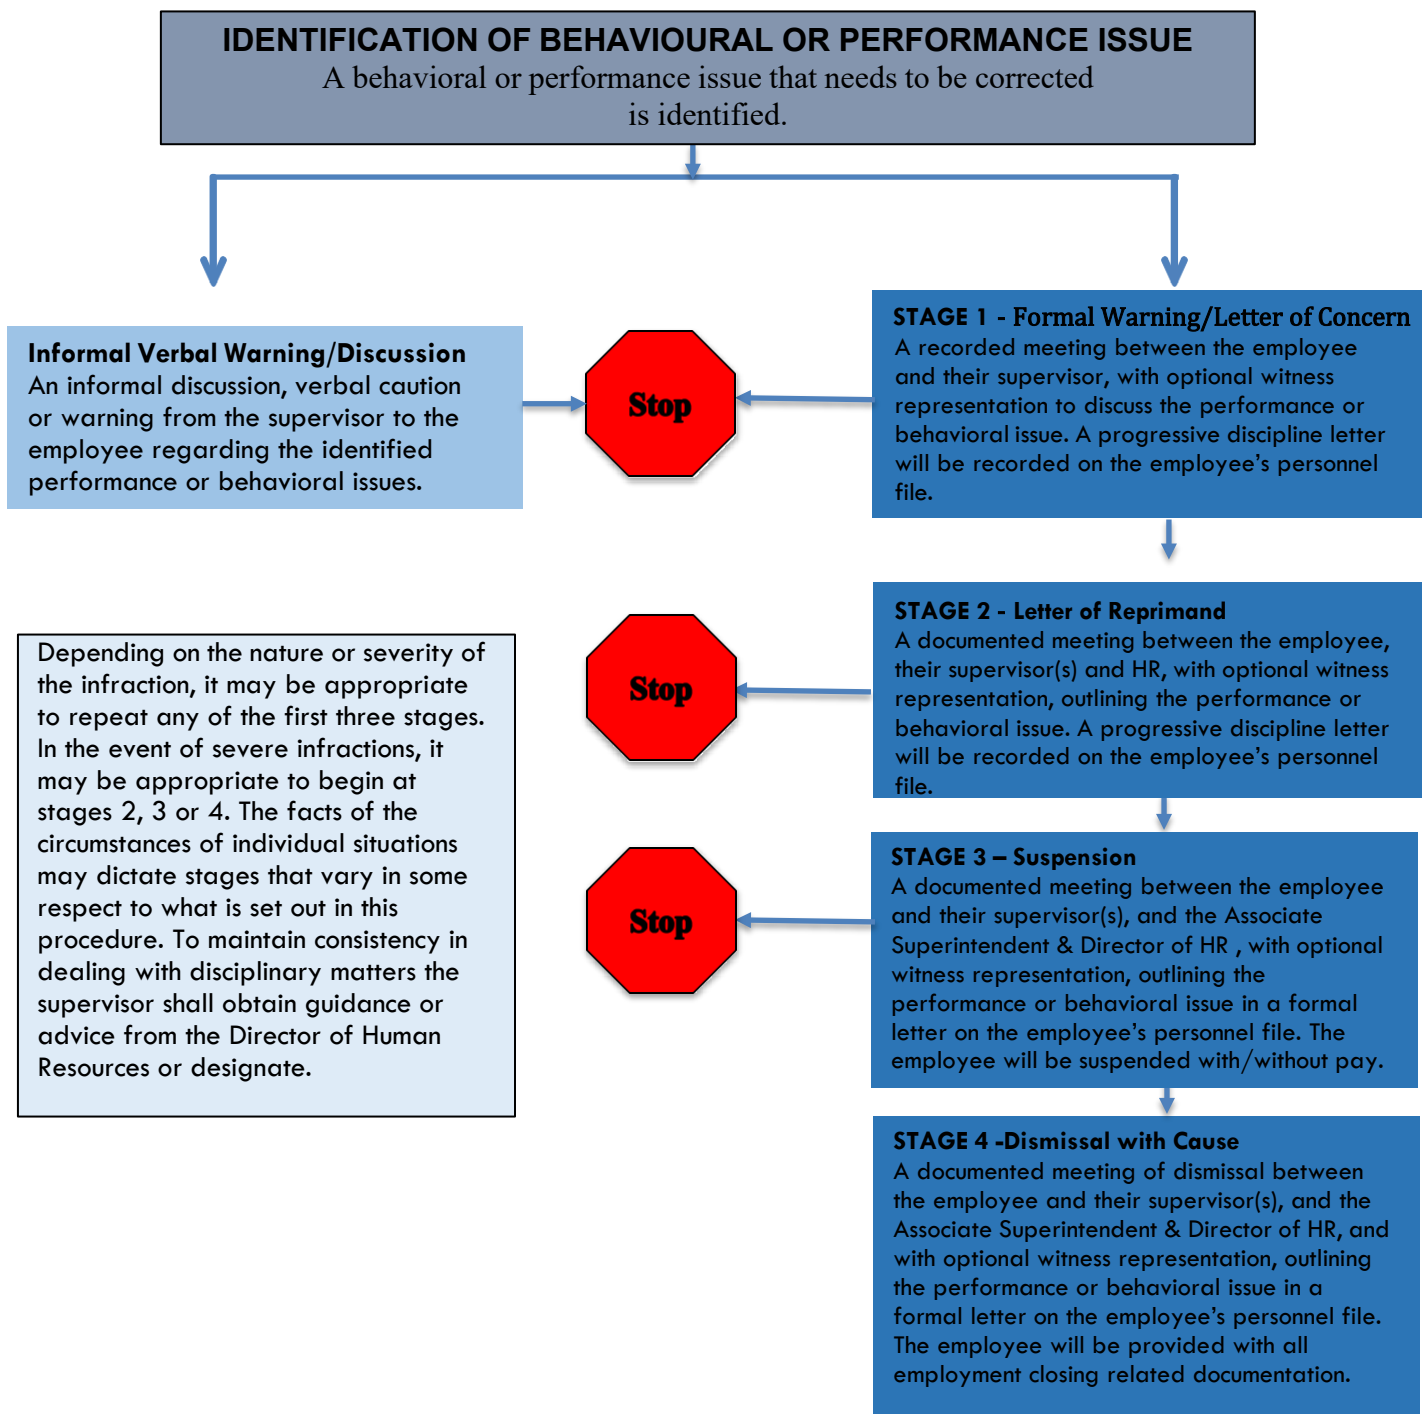 IDENTIFICATION OF BEHAVIOURAL OR PERFORMANCE ISSUE
A behavioral or performance issue that needs to be corrected
is identified.
Informal Verbal Warning/Discussion
An informal discussion, verbal caution
or warning from the supervisor to the
employee regarding the identified
performance or behavioral issues.
Stop
STAGE 1 - Formal Warning/Letter of Concern
A recorded meeting between the employee
and their supervisor, with optional witness
representation to discuss the performance or
behavioral issue. A progressive discipline letter
will be recorded on the employee's personnel
file.
Depending on the nature or severity of
the infraction, it may be appropriate
to repeat any of the first three stages.
In the event of severe infractions, it
may be appropriate to begin at
stages 2, 3 or 4. The facts of the
circumstances of individual situations
may dictate stages that vary in some
respect to what is set out in this
procedure. To maintain consistency in
dealing with disciplinary matters the
supervisor shall obtain guidance or
advice from the Director of Human
Resources or designate.
Stop
STAGE 2 - Letter of Reprimand
A documented meeting between the employee,
their supervisor(s) and HR, with optional witness
representation, outlining the performance or
behavioral issue. A progressive discipline letter
will be recorded on the employee's personnel
file.
Stop
STAGE 3 – Suspension
A documented meeting between the employee
and their supervisor(s), and the Associate
Superintendent & Director of HR , with optional
witness representation, outlining the
performance or behavioral issue in a formal
letter on the employee's personnel file. The
employee will be suspended with/without pay.
STAGE 4 -Dismissal with Cause
A documented meeting of dismissal between
the employee and their supervisor(s), and the
Associate Superintendent & Director of HR, and
with optional witness representation, outlining
the performance or behavioral issue in a
formal letter on the employee's personnel file.
The employee will be provided with all
employment closing related documentation.